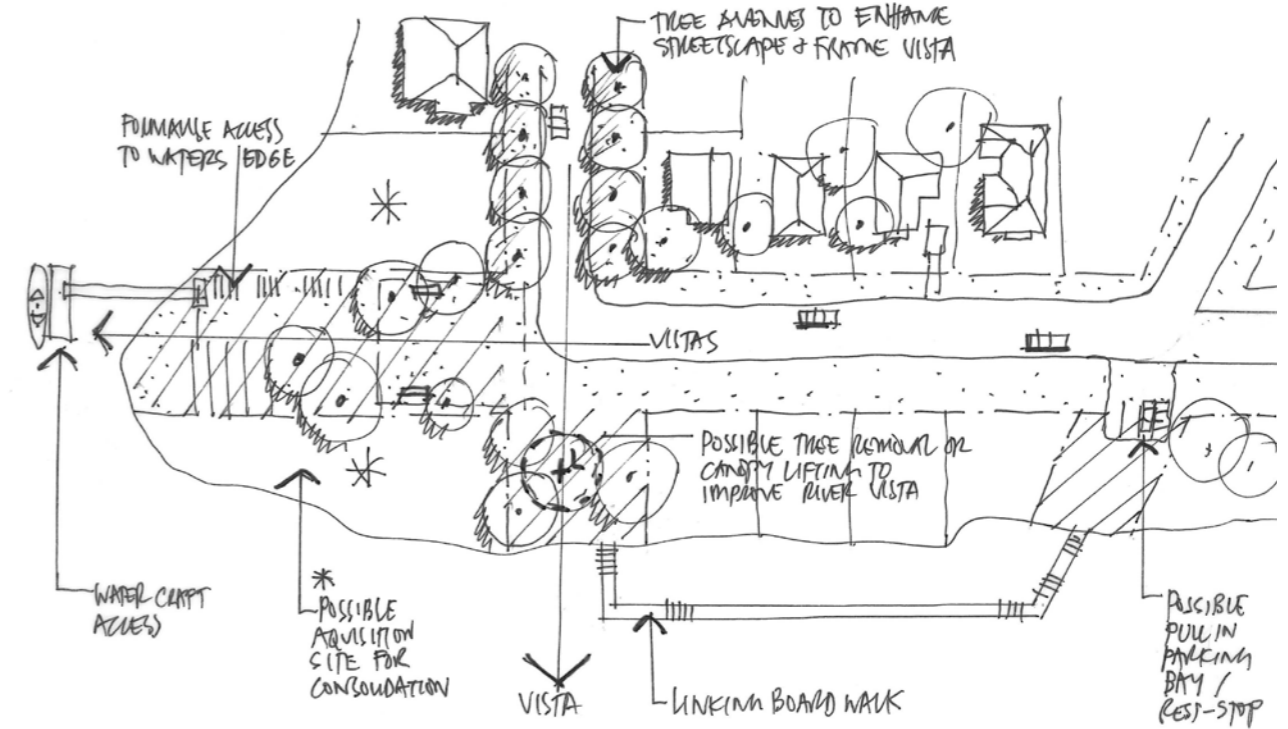 TREE AVENUES TO ENHANCE
STREETSCAPE & FRAME VISTA
FORMALISE ACCESS
TO WATERS EDGE
VISTAS
POSSIBLE TREE REMOVAL OR
CANOPY LIFTING TO
IMPROVE RIVER VISTA
WATER CRAFT
ACCESS
*
POSSIBLE
AQUISITION
SITE FOR
CONSOLIDATION
VISTA
LINKING BOARD WALK
POSSIBLE
PULL IN
PARKING
BAY /
REST-STOP